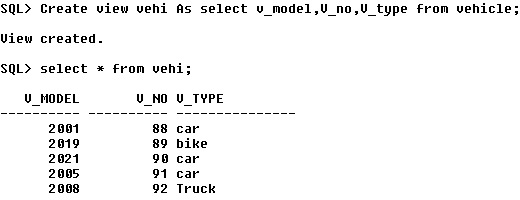 SQL> Create view vehi As select v_model,V_no,V_type from vehicle;
View created.
SQL> select * from vehi;
V_MODEL V_NO V_TYPE
---------- ---------- ---------------
2001 88 car
2019 89 bike
2021 90 car
2005 91 car
2008 92 Truck